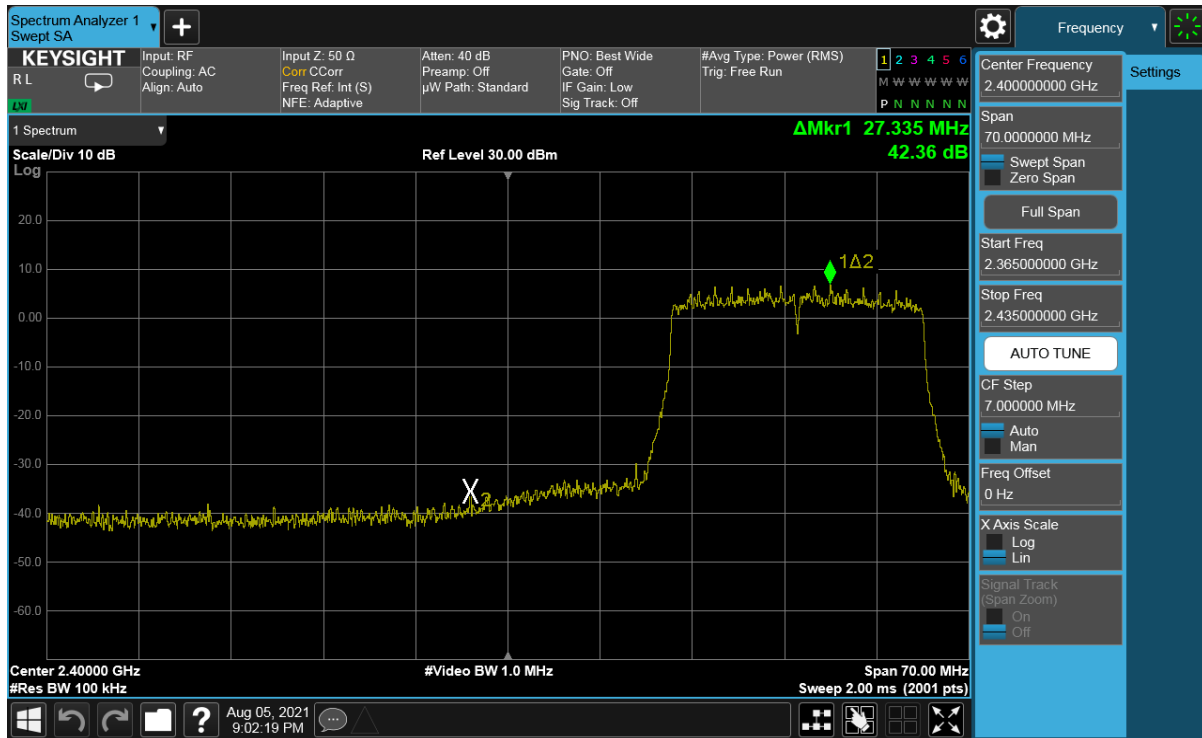 Spectrum Analyzer 1
Swept SA
+
Frequency
KEYSIGHT
R L
LXI
Input: RF
Coupling: AC
Align: Auto
Input Z: 50 Ω
Corr CCorr
Freq Ref: Int (S)
NFE: Adaptive
Atten: 40 dB
Preamp: Off
µW Path: Standard
PNO: Best Wide
Gate: Off
IF Gain: Low
Sig Track: Off
#Avg Type: Power (RMS)
Trig: Free Run
1 2 3 4 5 6
M W W W W W
P N N N N N
1 Spectrum
ΔMkr1 27.335 MHz
Scale/Div 10 dB
Ref Level 30.00 dBm
42.36 dB
Log
20.0
10.0
0.00
-10.0
-20.0
-30.0
-40.0
-50.0
-60.0
1Δ2
X2
Center 2.40000 GHz
#Video BW 1.0 MHz
Span 70.00 MHz
#Res BW 100 kHz
Sweep 2.00 ms (2001 pts)
Center Frequency
2.400000000 GHz
Settings
Span
70.0000000 MHz
Swept Span
Zero Span
Full Span
Start Freq
2.365000000 GHz
Stop Freq
2.435000000 GHz
AUTO TUNE
CF Step
7.000000 MHz
Auto
Man
Freq Offset
0 Hz
X Axis Scale
Log
Lin
Signal Track
(Span Zoom)
On
Off
?
Aug 05, 2021
9:02:19 PM